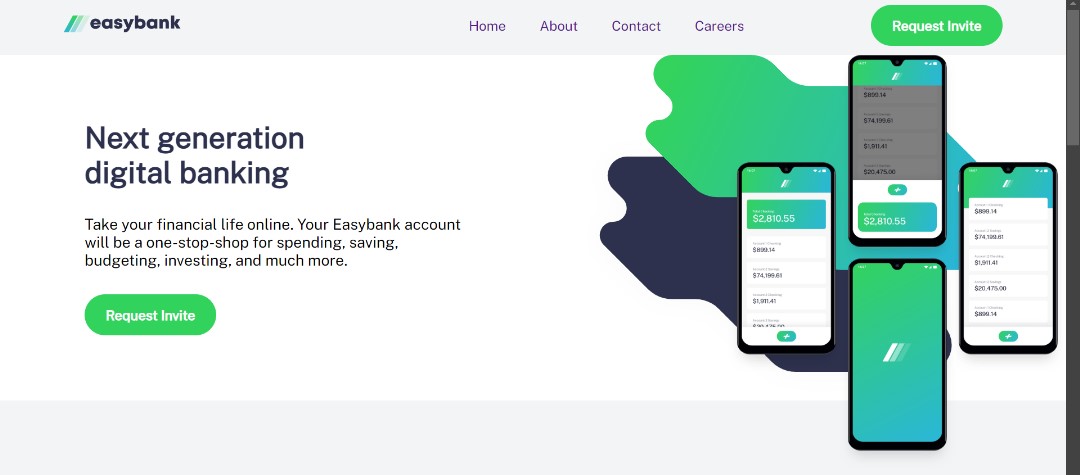 easybank
Home
About
Contact
Careers
Request Invite
Next generation
digital banking
Take your financial life online. Your Easybank account
will be a one-stop-shop for spending, saving,
budgeting, investing, and much more.
Request Invite
$899.14
$74,199.61
$1,911.41
$20,475.00
$2,810.55
$2,810.55
$899.14
$74,199.61
$1,911.41
$899.14
$74,199.61
$1,911.41
$20,475.00
$899.14